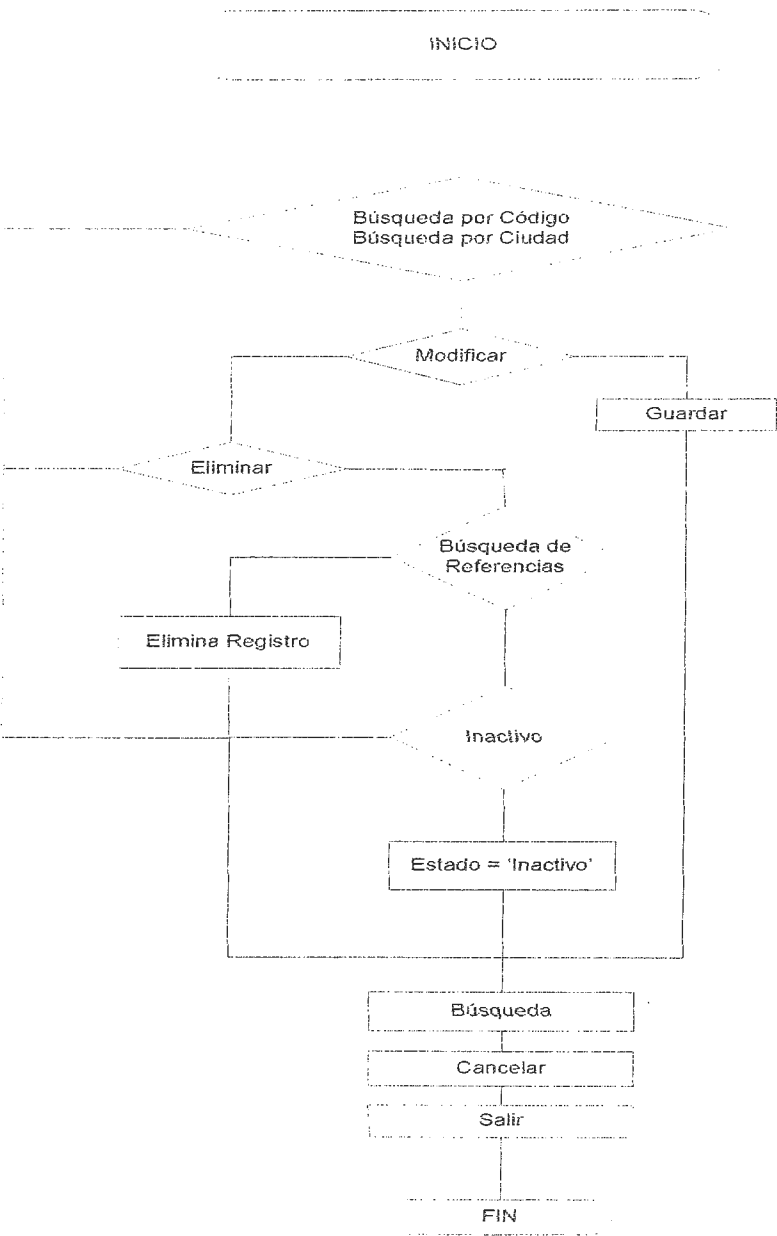 INICIO
Búsqueda por Código
Búsqueda por Ciudad
Modificar
Guardar
Eliminar
Búsqueda de
Referencias
Elimina Registro
Inactivo
Estado = 'Inactivo'
Búsqueda
Cancelar
Salir
FIN